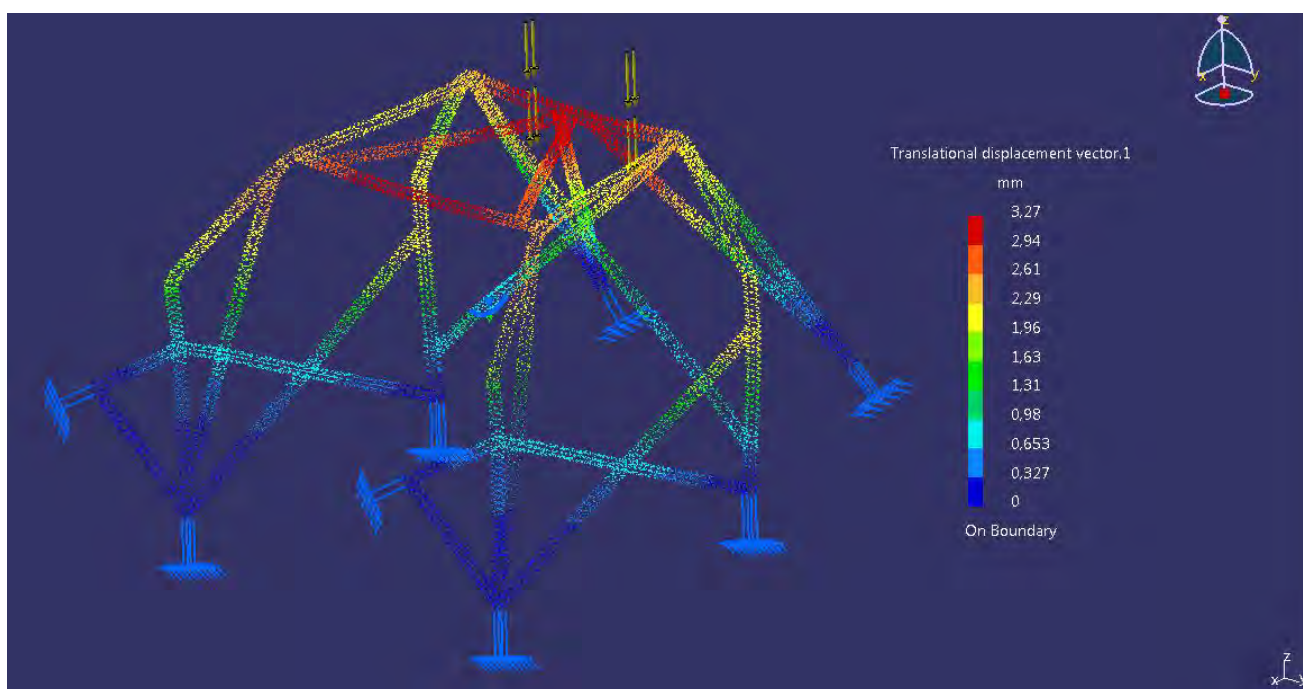 z
x
y
Translational displacement vector.1
mm
3,27
2,94
2,61
2,29
1,96
1,63
1,31
0,98
0,653
0,327
0
On Boundary
z
x
y